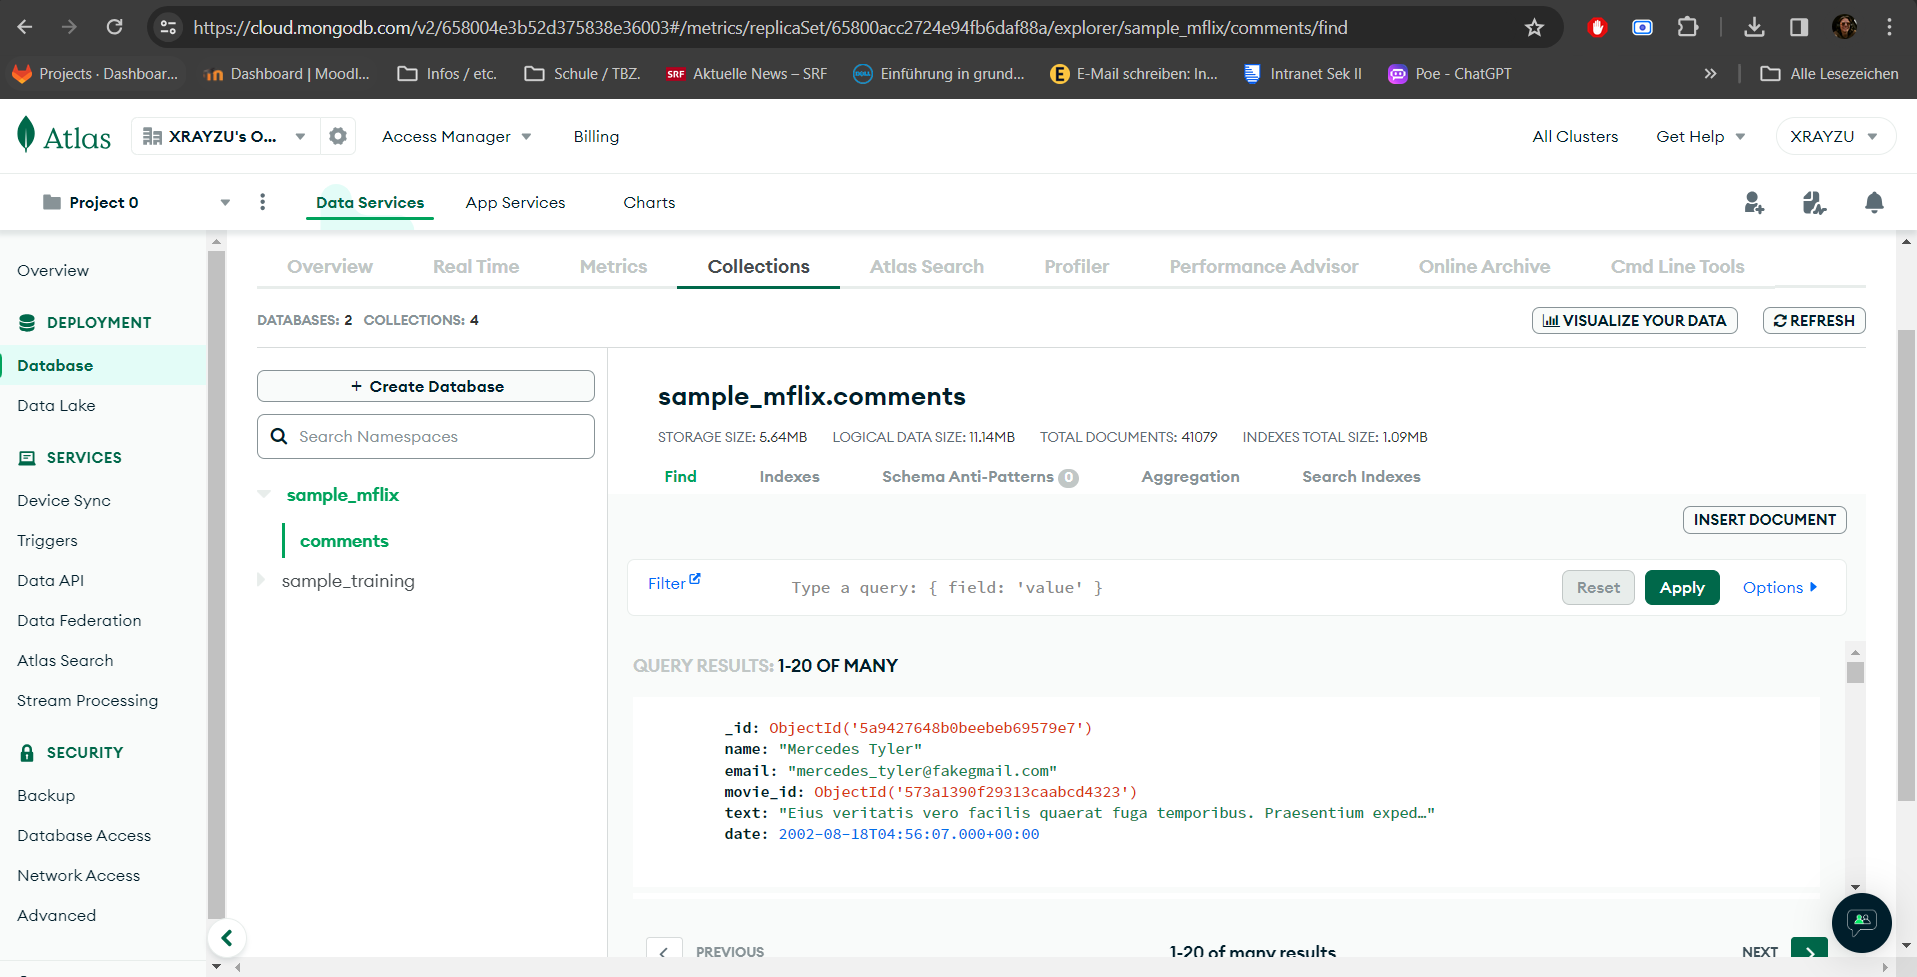 https://cloud.mongodb.com/v2/658004e3b52d375838e36003#/metrics/replicaSet/65800acc2724e94fb6daf88a/explorer/sample_mflix/comments/find
Projects · Dashboar...
Dashboard | Moodl...
Infos / etc.
Schule / TBZ.
SRF
Aktuelle News – SRF
DELL
Einführung in grund...
E
E-Mail schreiben: In...
Intranet Sek II
Poe - ChatGPT
»
Alle Lesezeichen
Atlas
XRAYZU's O...
Access Manager
Billing
All Clusters
Get Help
XRAYZU
Project 0
Data Services
App Services
Charts
Overview
DEPLOYMENT
Database
Data Lake
SERVICES
Device Sync
Triggers
Data API
Data Federation
Atlas Search
Stream Processing
SECURITY
Backup
Database Access
Network Access
Advanced
Overview
Real Time
Metrics
Collections
Atlas Search
Profiler
Performance Advisor
Online Archive
Cmd Line Tools
DATABASES: 2 COLLECTIONS: 4
VISUALIZE YOUR DATA
REFRESH
+ Create Database
Search Namespaces
sample_mflix
comments
sample_training
sample_mflix.comments
STORAGE SIZE: 5.64MB LOGICAL DATA SIZE: 11.14MB TOTAL DOCUMENTS: 41079 INDEXES TOTAL SIZE: 1.09MB
Find
Indexes
Schema Anti-Patterns 0
Aggregation
Search Indexes
INSERT DOCUMENT
Filter
Type a query: { field: 'value' }
Reset
Apply
Options
QUERY RESULTS: 1-20 OF MANY
_id: ObjectId('5a9427648b0beebeb69579e7')
name: "Mercedes Tyler"
email: "mercedes_tyler@fakegmail.com"
movie_id: ObjectId('573a1390f29313caabcd4323')
text: "Eius veritatis vero facilis quaerat fuga temporibus. Praesentium exped…"
date: 2002-08-18T04:56:07.000+00:00
PREVIOUS
1-20 of many results
NEXT